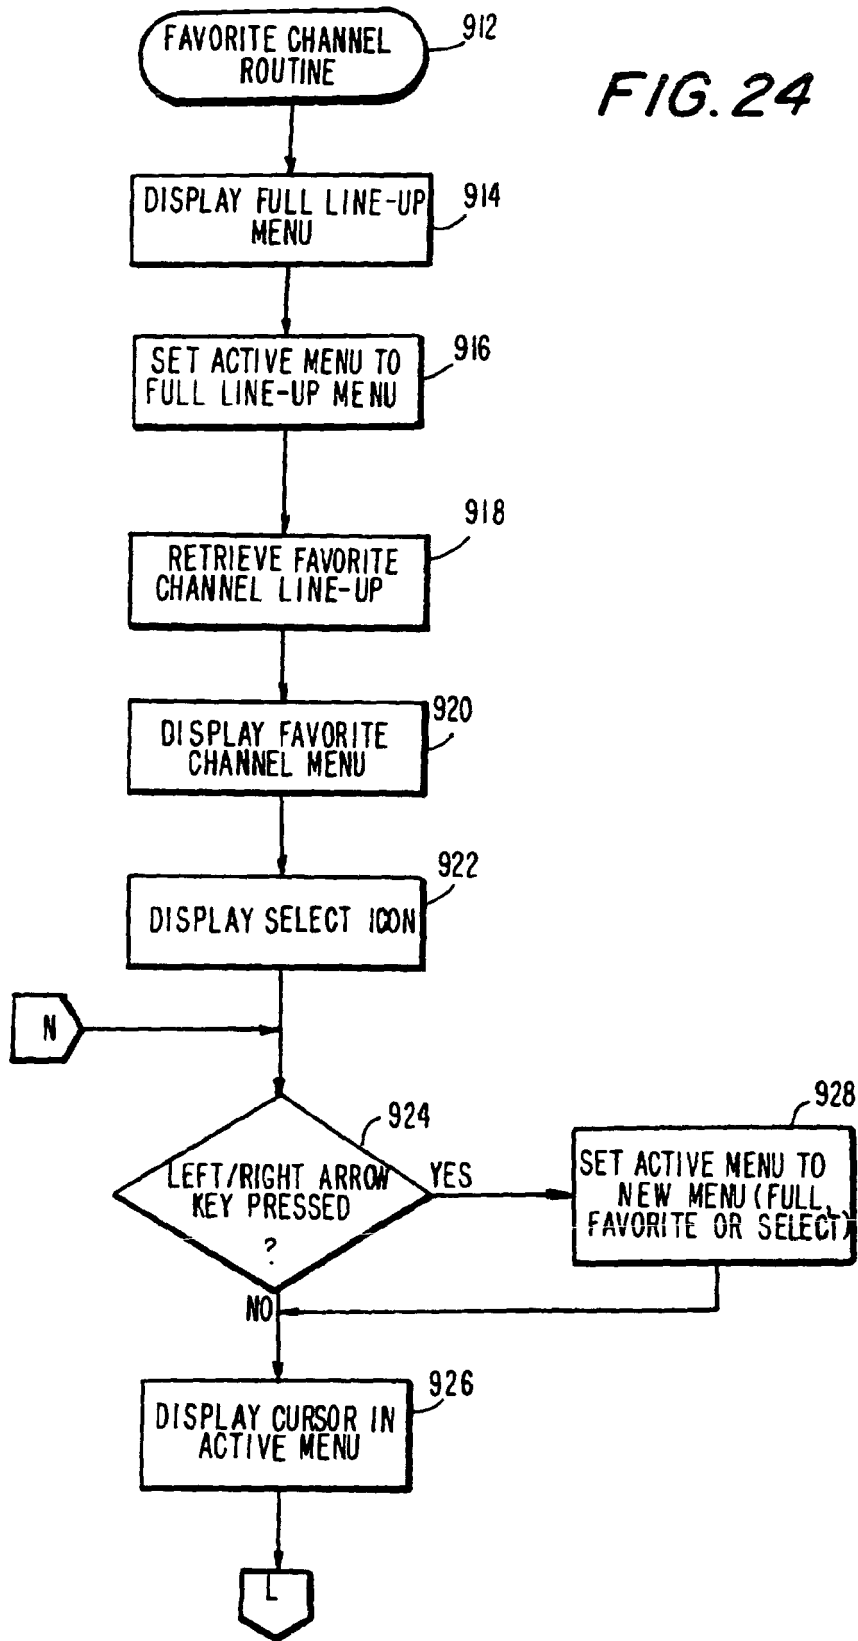 FAVORITE CHANNEL
ROUTINE
912
FIG. 24
DISPLAY FULL LINE-UP
MENU
914
SET ACTIVE MENU TO
FULL LINE-UP MENU
916
RETRIEVE FAVORITE
CHANNEL LINE-UP
918
DISPLAY FAVORITE
CHANNEL MENU
920
DISPLAY SELECT ICON
922
N
LEFT/RIGHT ARROW
KEY PRESSED
?
924
YES
SET ACTIVE MENU TO
NEW MENU (FULL,
FAVORITE OR SELECT)
928
NO
DISPLAY CURSOR IN
ACTIVE MENU
926
L